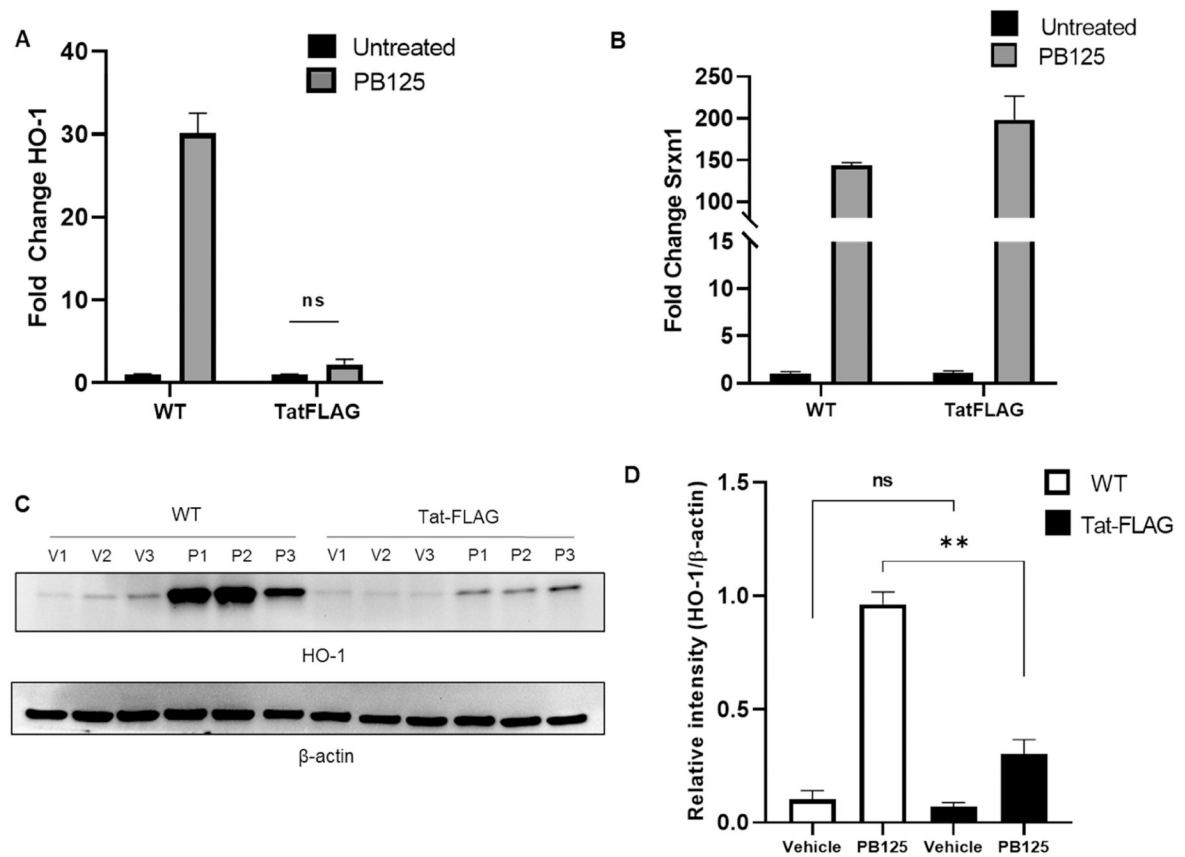 A
Untreated
PB125
Fold Change HO-1
40
30
20
10
0
ns
WT
TatFLAG
B
Untreated
PB125
Fold Change Srxn1
250
200
150
100
15
10
5
0
WT
TatFLAG
C
WT
Tat-FLAG
V1 V2 V3 P1 P2 P3 V1 V2 V3 P1 P2 P3
HO-1
β-actin
D
WT
Tat-FLAG
Relative intensity (HO-1/β-actin)
1.5
1.0
0.5
0.0
ns
**
Vehicle PB125 Vehicle PB125